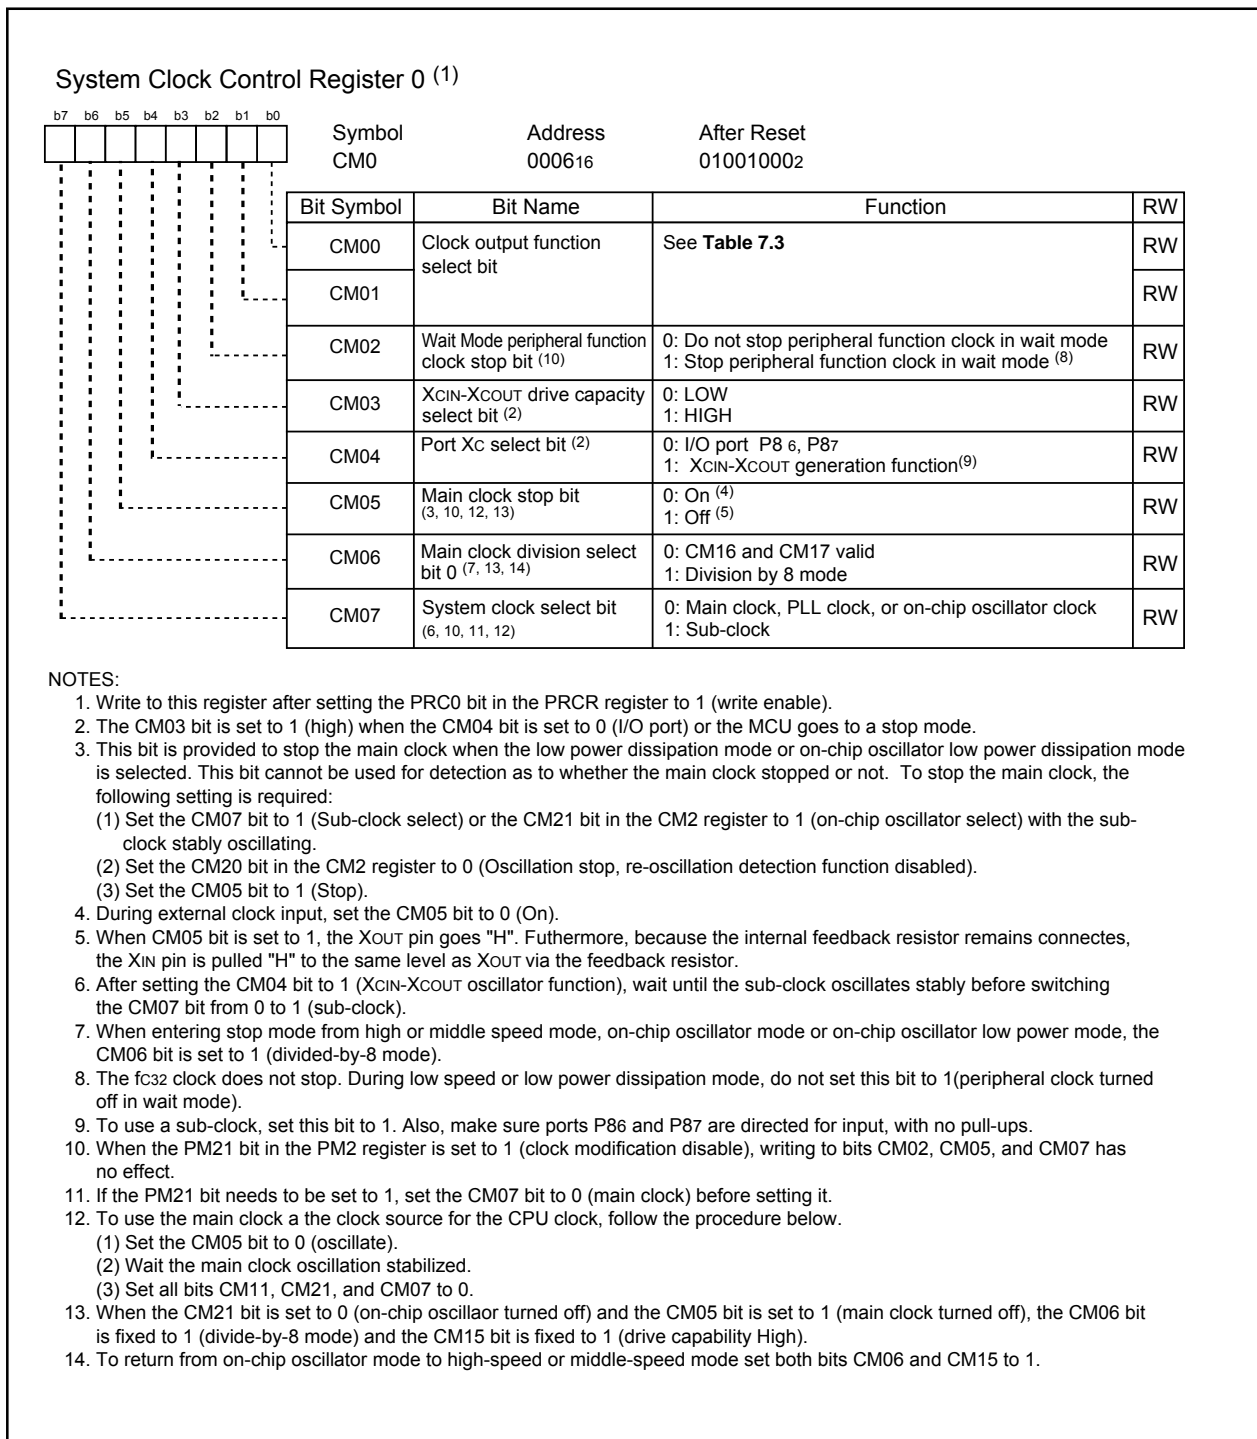 System Clock Control Register 0 (1)
b7 b6 b5 b4 b3 b2 b1 b0
Symbol Address After Reset
CM0 000616 010010002
Bit Symbol Bit Name Function RW
CM00 Clock output function See Table 7.3 RW
select bit
CM01 RW
CM02 Wait Mode peripheral function 0: Do not stop peripheral function clock in wait mode RW
clock stop bit (10) 1: Stop peripheral function clock in wait mode (8)
CM03 XCIN-XCOUT drive capacity 0: LOW RW
select bit (2) 1: HIGH
CM04 Port XC select bit (2) 0: I/O port P8 6, P87 RW
1: XCIN-XCOUT generation function(9)
CM05 Main clock stop bit 0: On (4) RW
(3, 10, 12, 13) 1: Off (5)
CM06 Main clock division select 0: CM16 and CM17 valid RW
bit 0 (7, 13, 14) 1: Division by 8 mode
CM07 System clock select bit 0: Main clock, PLL clock, or on-chip oscillator clock RW
(6, 10, 11, 12) 1: Sub-clock
NOTES:
1. Write to this register after setting the PRC0 bit in the PRCR register to 1 (write enable).
2. The CM03 bit is set to 1 (high) when the CM04 bit is set to 0 (I/O port) or the MCU goes to a stop mode.
3. This bit is provided to stop the main clock when the low power dissipation mode or on-chip oscillator low power dissipation mode
is selected. This bit cannot be used for detection as to whether the main clock stopped or not. To stop the main clock, the
following setting is required:
(1) Set the CM07 bit to 1 (Sub-clock select) or the CM21 bit in the CM2 register to 1 (on-chip oscillator select) with the sub-
clock stably oscillating.
(2) Set the CM20 bit in the CM2 register to 0 (Oscillation stop, re-oscillation detection function disabled).
(3) Set the CM05 bit to 1 (Stop).
4. During external clock input, set the CM05 bit to 0 (On).
5. When CM05 bit is set to 1, the XOUT pin goes "H". Futhermore, because the internal feedback resistor remains connectes,
the XIN pin is pulled "H" to the same level as XOUT via the feedback resistor.
6. After setting the CM04 bit to 1 (XCIN-XCOUT oscillator function), wait until the sub-clock oscillates stably before switching
the CM07 bit from 0 to 1 (sub-clock).
7. When entering stop mode from high or middle speed mode, on-chip oscillator mode or on-chip oscillator low power mode, the
CM06 bit is set to 1 (divided-by-8 mode).
8. The fC32 clock does not stop. During low speed or low power dissipation mode, do not set this bit to 1(peripheral clock turned
off in wait mode).
9. To use a sub-clock, set this bit to 1. Also, make sure ports P86 and P87 are directed for input, with no pull-ups.
10. When the PM21 bit in the PM2 register is set to 1 (clock modification disable), writing to bits CM02, CM05, and CM07 has
no effect.
11. If the PM21 bit needs to be set to 1, set the CM07 bit to 0 (main clock) before setting it.
12. To use the main clock a the clock source for the CPU clock, follow the procedure below.
(1) Set the CM05 bit to 0 (oscillate).
(2) Wait the main clock oscillation stabilized.
(3) Set all bits CM11, CM21, and CM07 to 0.
13. When the CM21 bit is set to 0 (on-chip oscillaor turned off) and the CM05 bit is set to 1 (main clock turned off), the CM06 bit
is fixed to 1 (divide-by-8 mode) and the CM15 bit is fixed to 1 (drive capability High).
14. To return from on-chip oscillator mode to high-speed or middle-speed mode set both bits CM06 and CM15 to 1.